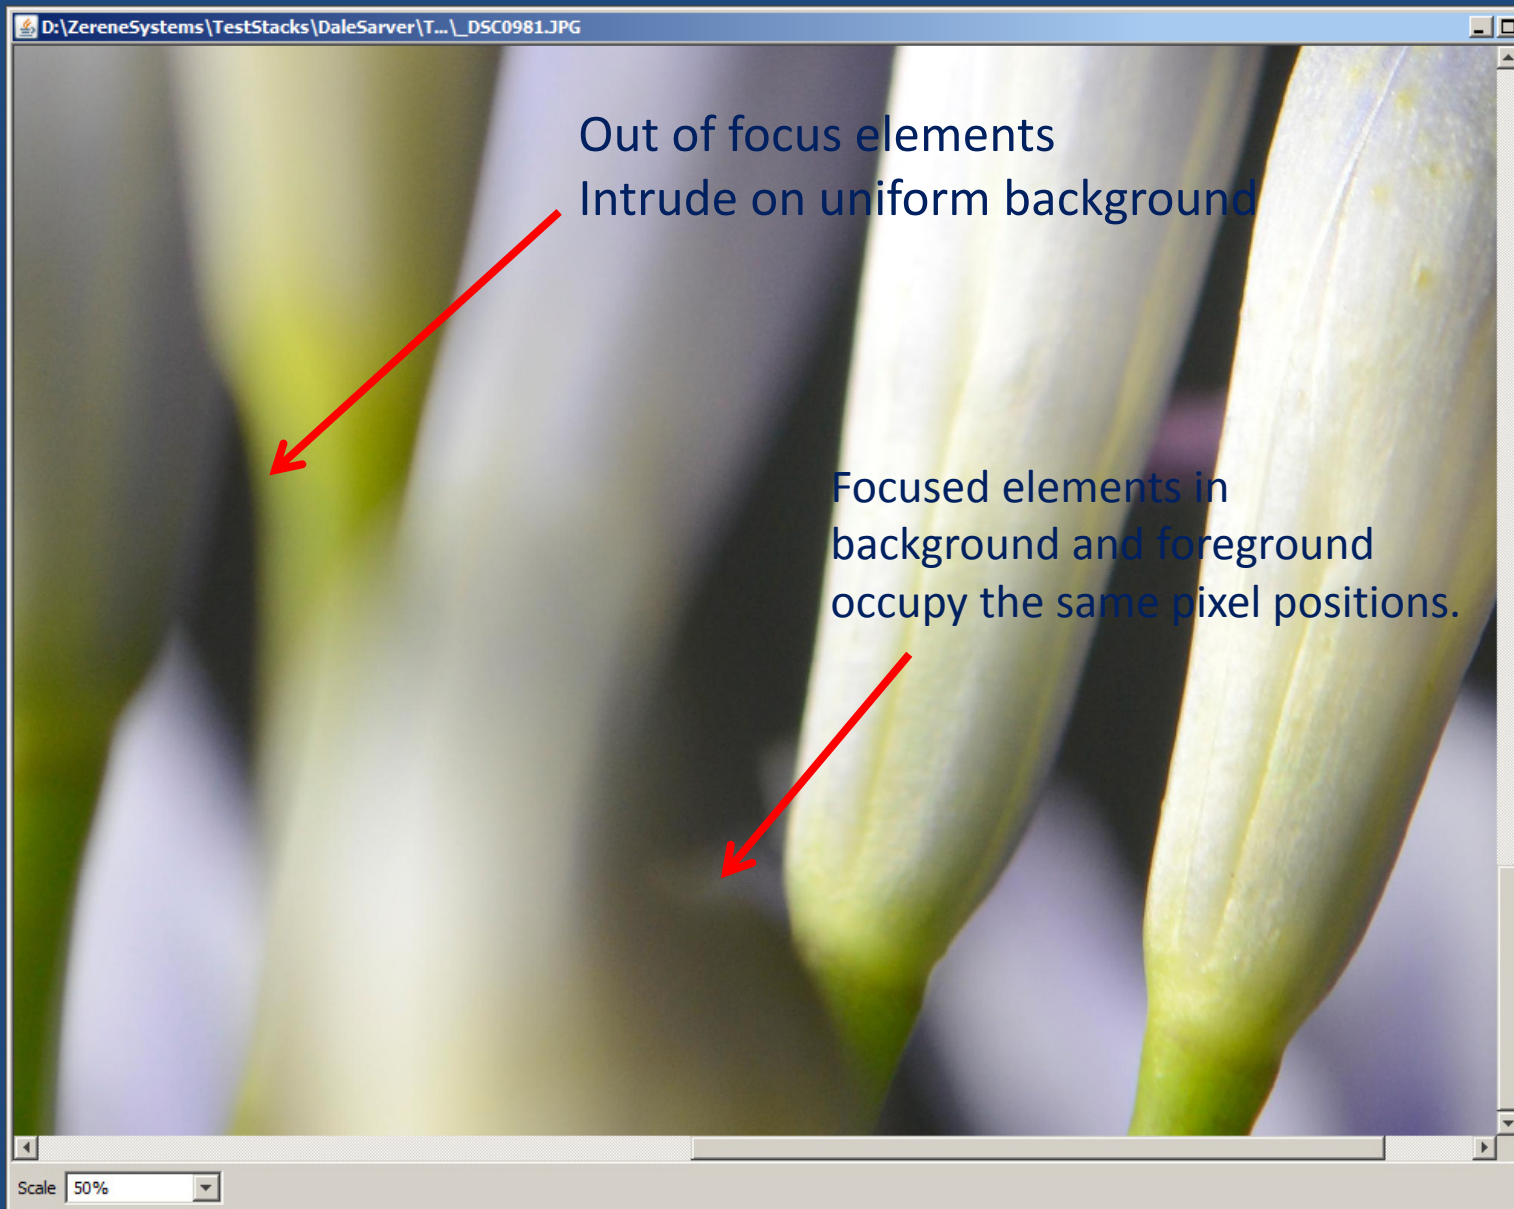 D:\ZereneSystems\TestStacks\DaleSarver\T...\_DSC0981.JPG
Out of focus elements
Intrude on uniform background
Focused elements in
background and foreground
occupy the same pixel positions.
Scale 50%